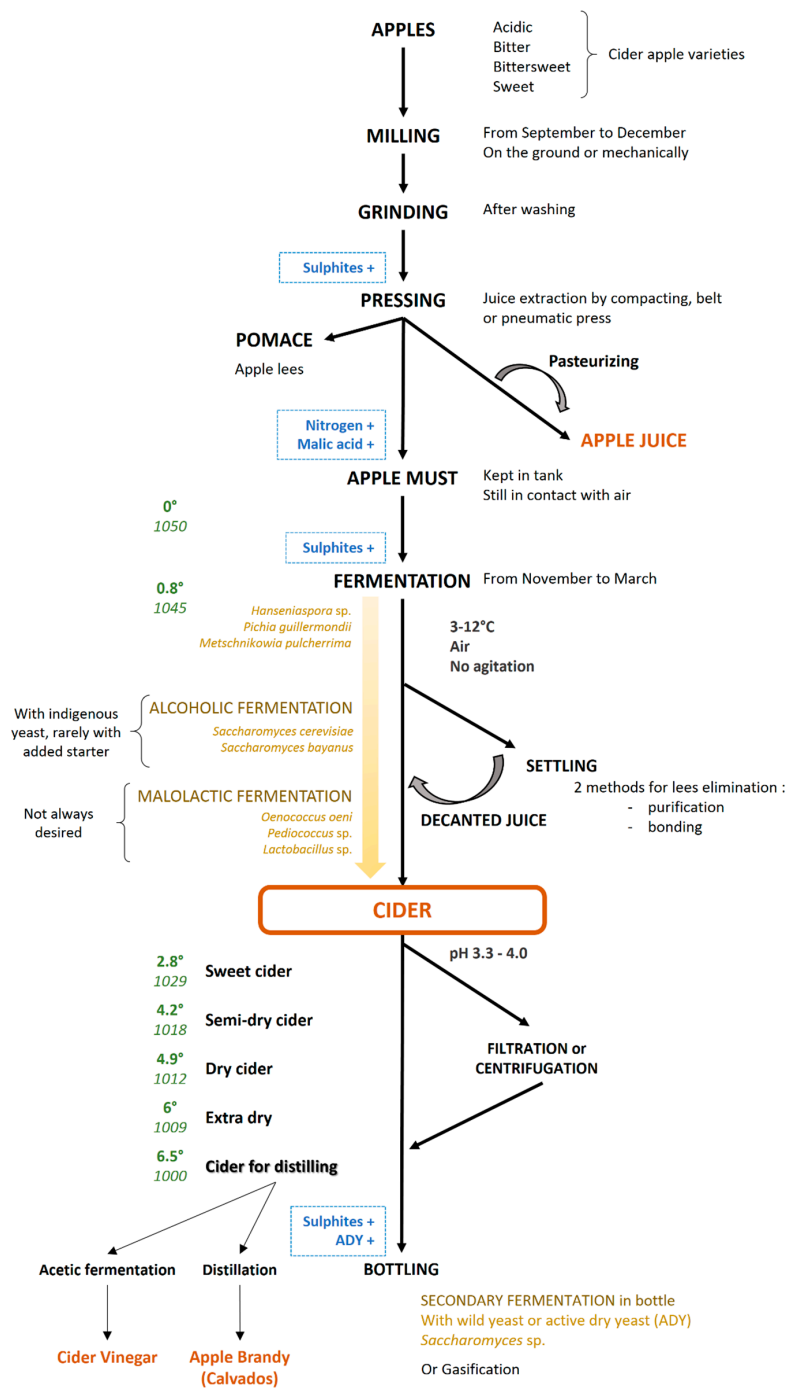 APPLES
Acidic
Bitter
Bittersweet
Sweet
Cider apple varieties
MILLING
From September to December
On the ground or mechanically
GRINDING
After washing
Sulphites +
PRESSING
Juice extraction by compacting, belt
or pneumatic press
POMACE
Apple lees
Pasteurizing
APPLE JUICE
Nitrogen +
Malic acid +
APPLE MUST
Kept in tank
Still in contact with air
0°
1050
Sulphites +
FERMENTATION
From November to March
0.8°
1045
Hanseniaspora sp.
Pichia guillermondii
Metschnikowia pulcherrima
3-12°C
Air
No agitation
With indigenous
yeast, rarely with
added starter
ALCOHOLIC FERMENTATION
Saccharomyces cerevisiae
Saccharomyces bayanus
SETTLING
2 methods for lees elimination :
- purification
- bonding
DECANTED JUICE
Not always
desired
MALOLACTIC FERMENTATION
Oenococcus oeni
Pediococcus sp.
Lactobacillus sp.
CIDER
pH 3.3 - 4.0
2.8°
1029
Sweet cider
4.2°
1018
Semi-dry cider
FILTRATION or
CENTRIFUGATION
4.9°
1012
Dry cider
6°
1009
Extra dry
6.5°
1000
Cider for distilling
Sulphites +
ADY +
Acetic fermentation
Distillation
BOTTLING
SECONDARY FERMENTATION in bottle
With wild yeast or active dry yeast (ADY)
Saccharomyces sp.
Or Gasification
Cider Vinegar
Apple Brandy
(Calvados)